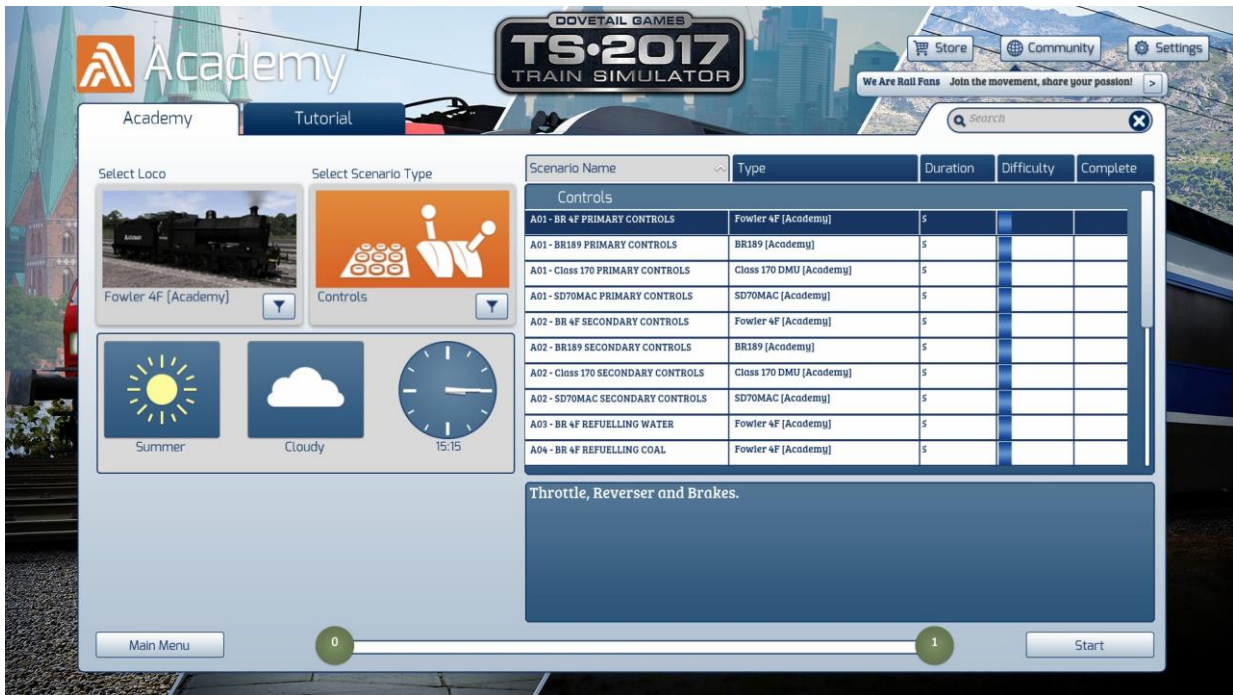 DOVETAIL GAMES
TS•2017
TRAIN SIMULATOR
Academy
Store
Community
Settings
We Are Rail Fans Join the movement, share your passion! >
Academy
Tutorial
Search
Select Loco
Select Scenario Type
Fowler 4F [Academy]
Controls
Summer
Cloudy
15:15
Scenario Name Type Duration Difficulty Complete
Controls
A01 - BR 4F PRIMARY CONTROLS Fowler 4F [Academy] 5
A01 - BR189 PRIMARY CONTROLS BR189 [Academy] 5
A01 - Class 170 PRIMARY CONTROLS Class 170 DMU [Academy] 5
A01 - SD70MAC PRIMARY CONTROLS SD70MAC [Academy] 5
A02 - BR 4F SECONDARY CONTROLS Fowler 4F [Academy] 5
A02 - BR189 SECONDARY CONTROLS BR189 [Academy] 5
A02 - Class 170 SECONDARY CONTROLS Class 170 DMU [Academy] 5
A02 - SD70MAC SECONDARY CONTROLS SD70MAC [Academy] 5
A03 - BR 4F REFUELLING WATER Fowler 4F [Academy] 5
A04 - BR 4F REFUELLING COAL Fowler 4F [Academy] 5
Throttle, Reverser and Brakes.
Main Menu
0
1
Start